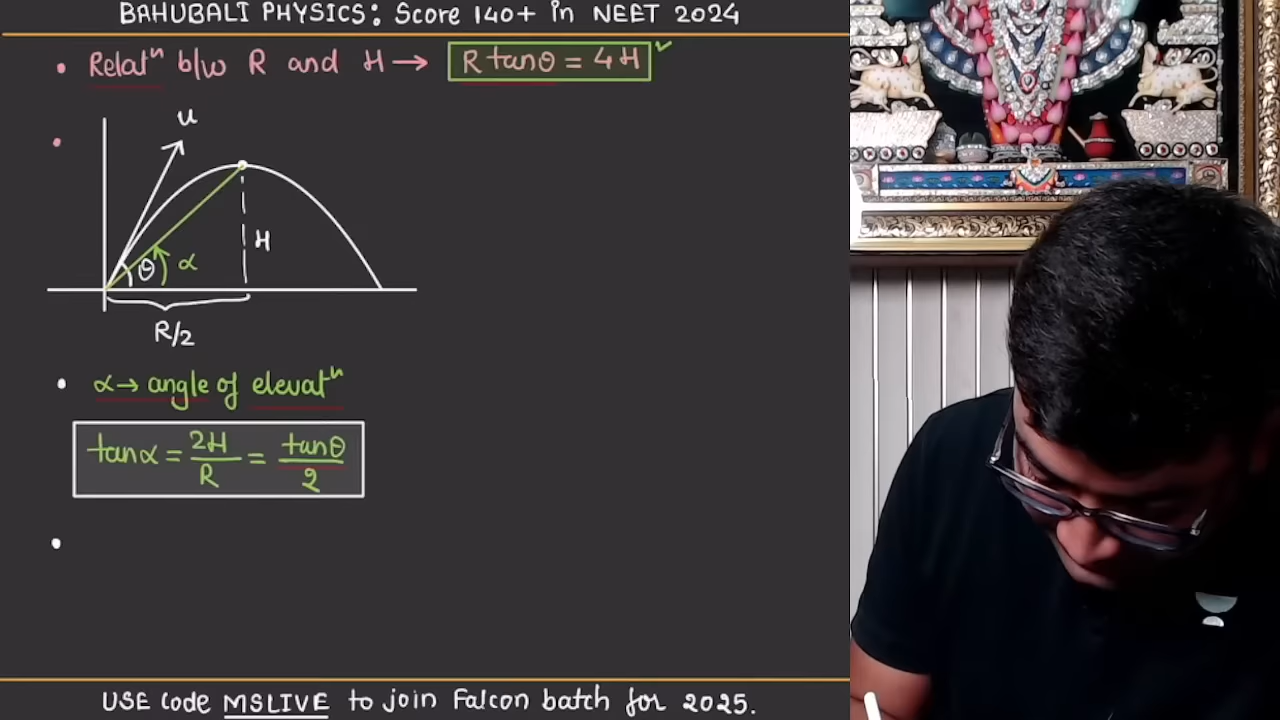 BAHUBALI PHYSICS: Score 140+ in NEET 2024
• Relatⁿ b/w R and H → R tanθ = 4H ✓
u
H
θ α
R/2
• α → angle of elevatⁿ
tanα = 2H/R = tanθ/2
USE Code MSLIVE to join Falcon batch for 2025.